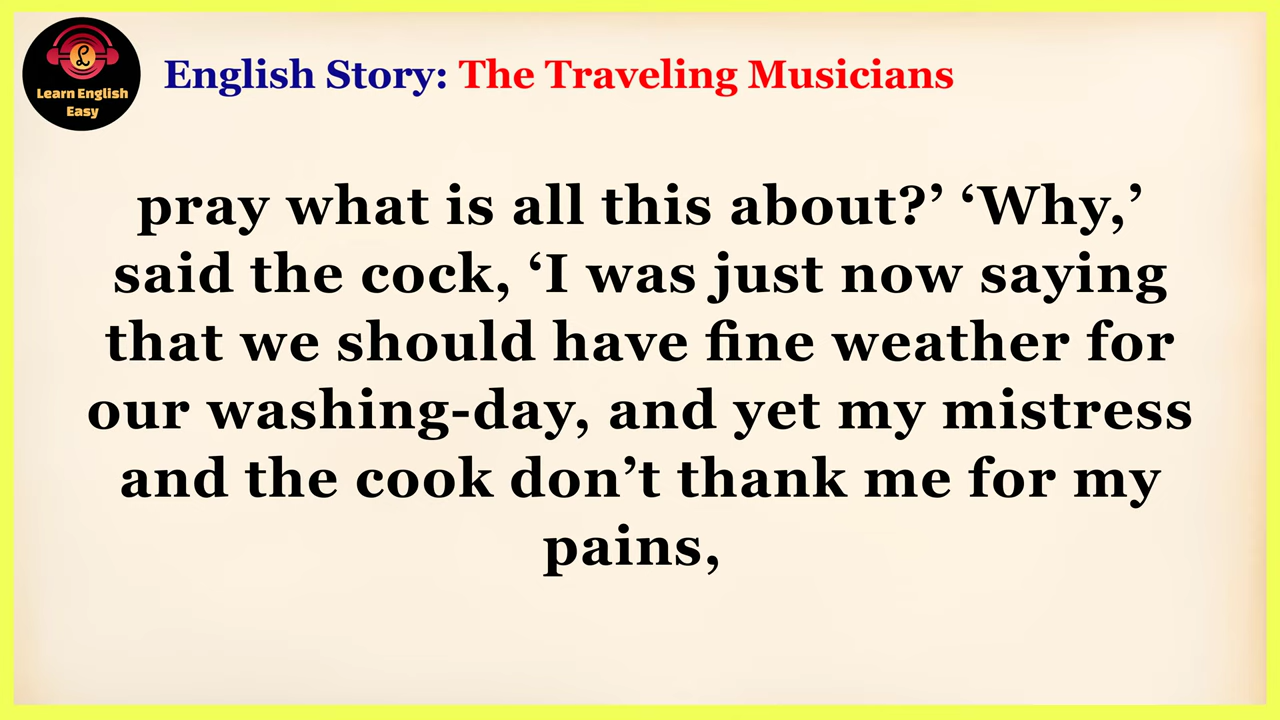 Learn English
Easy
English Story: The Traveling Musicians
pray what is all this about?’ ‘Why,’
said the cock, ‘I was just now saying
that we should have fine weather for
our washing-day, and yet my mistress
and the cook don’t thank me for my
pains,